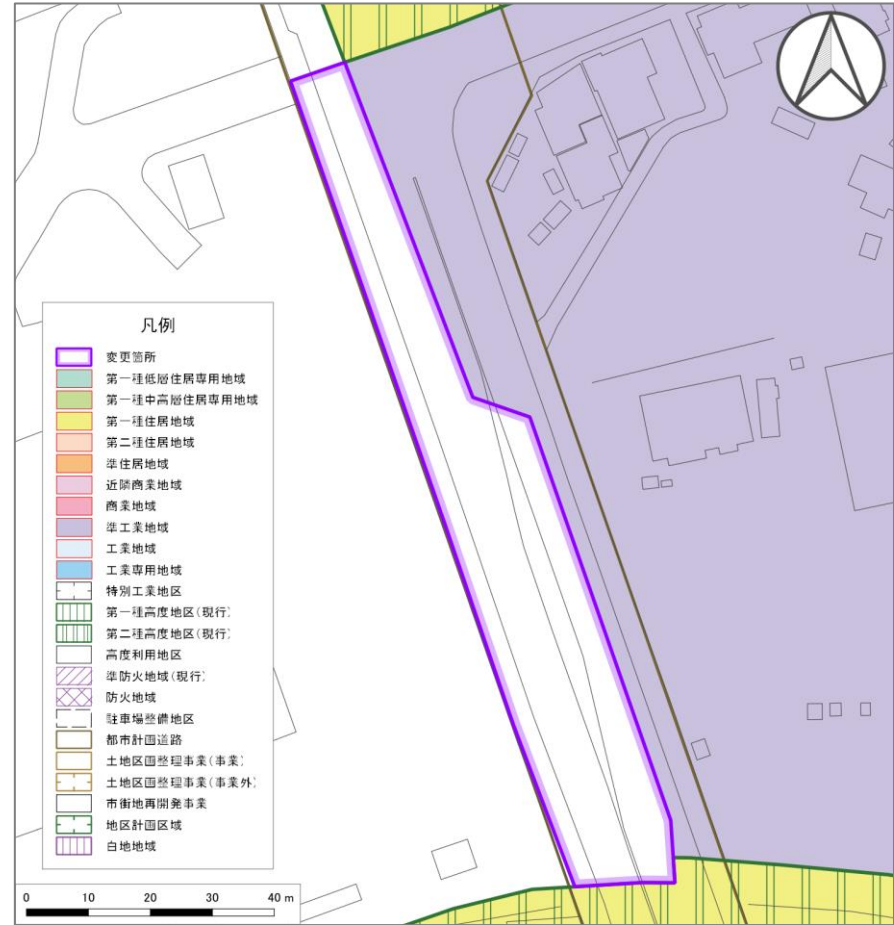 凡例
変更箇所
第一種低層住居専用地域
第一種中高層住居専用地域
第一種住居地域
第二種住居地域
準住居地域
近隣商業地域
商業地域
準工業地域
工業地域
工業専用地域
特別工業地区
第一種高度地区(現行)
第二種高度地区(現行)
高度利用地区
準防火地域(現行)
防火地域
駐車場整備地区
都市計画道路
土地区画整理事業(事業)
土地区画整理事業(事業外)
市街地再開発事業
地区計画区域
白地地域
0 10 20 30 40 m